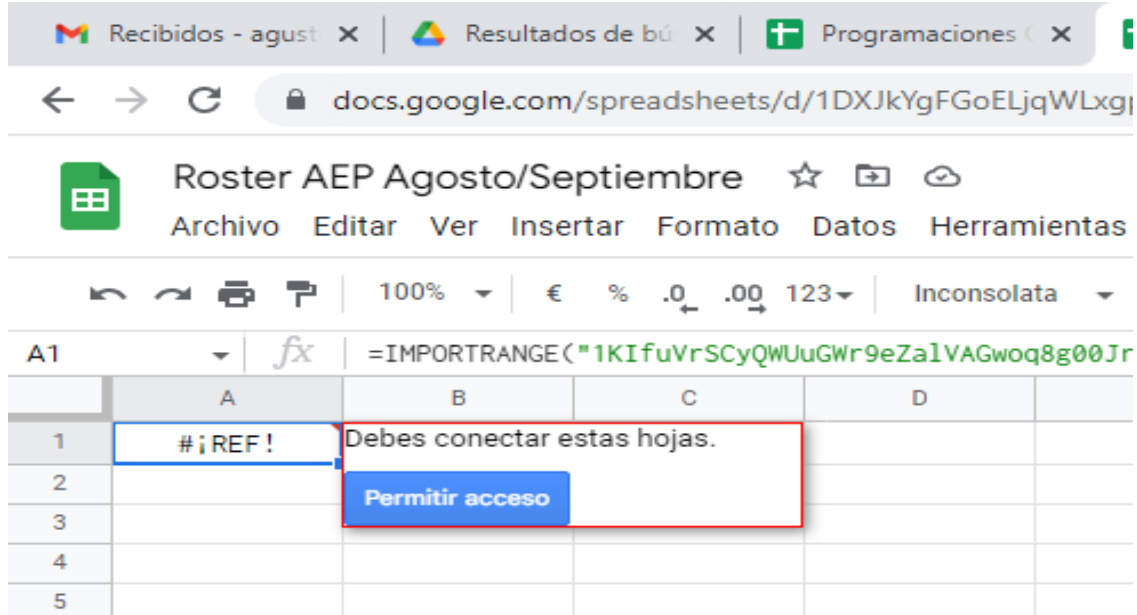 Recibidos - agust
Resultados de bú
Programaciones
docs.google.com/spreadsheets/d/1DXJkYgFGoELjqWLxg
Roster AEP Agosto/Septiembre
Archivo Editar Ver Insertar Formato Datos Herramientas
100% € % .0 .00 123 Inconsolata
A1 fx =IMPORTRANGE("1KIfuVrSCyQWUuGWr9eZalVAGwoq8g00Jr
A B C D
1 #¡REF! Debes conectar estas hojas.
2 Permitir acceso
3
4
5